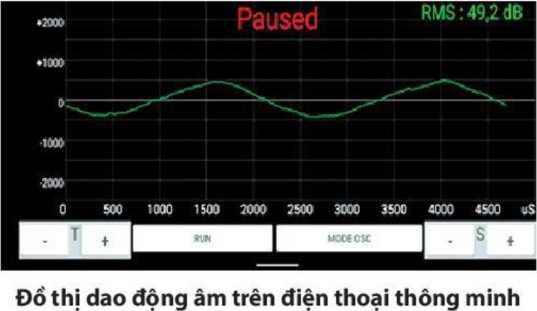 +2000
Paused
RMS : 49,2 dB
+1000
0
-1000
-2000
0 500 1000 1500 2000 2500 3000 3500 4000 4500 uS
- T + RUN MODE OSC - S +
Đồ thị dao động âm trên điện thoại thông minh